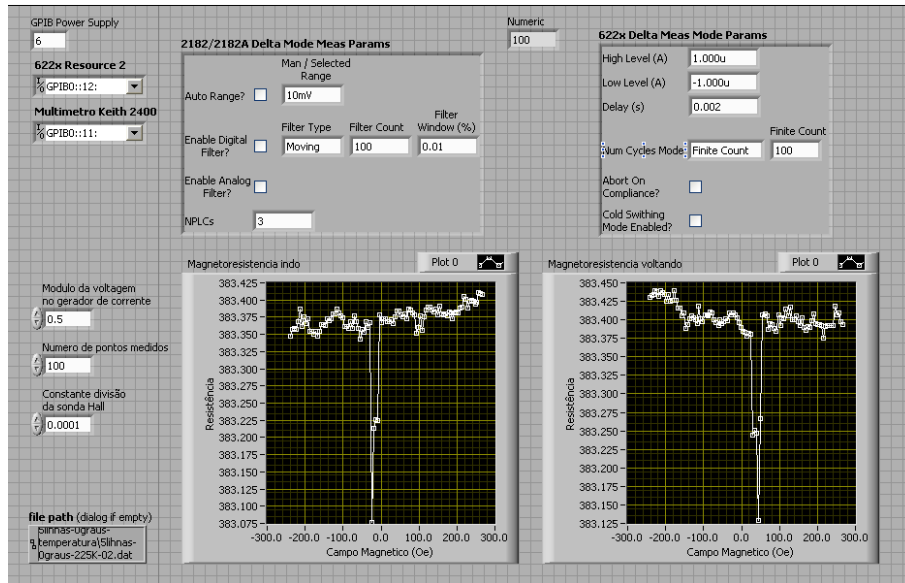 GPIB Power Supply
6
622x Resource 2
GPIB0::12:
Multimetro Keith 2400
GPIB0::11:
2182/2182A Delta Mode Meas Params
Man / Selected
Range
Auto Range?
10mV
Filter Type
Filter Count
Filter
Window (%)
Enable Digital
Filter?
Moving
100
0.01
Enable Analog
Filter?
NPLCs
3
Numeric
100
622x Delta Meas Mode Params
High Level (A)
1.000u
Low Level (A)
-1.000u
Delay (s)
0.002
Finite Count
Num Cycles Mode
Finite Count
100
Abort On
Compliance?
Cold Swithing
Mode Enabled?
Modulo da voltagem
no gerador de corrente
0.5
Numero de pontos medidos
100
Constante divisão
da sonda Hall
0.0001
file path (dialog if empty)
5lihnas-0graus-
temperatura\5lihnas-
0graus-225K-02.dat
Magnetoresistencia indo
Plot 0
383.425
383.400
383.375
383.350
383.325
383.300
383.275
383.250
383.225
383.200
383.175
383.150
383.125
383.100
383.075
Resistência
-300.0 -200.0 -100.0 0.0 100.0 200.0 300.0
Campo Magnetico (Oe)
Magnetoresistencia voltando
Plot 0
383.450
383.425
383.400
383.375
383.350
383.325
383.300
383.275
383.250
383.225
383.200
383.175
383.150
383.125
Resistência
-300.0 -200.0 -100.0 0.0 100.0 200.0 300.0
Campo Magnetico (Oe)